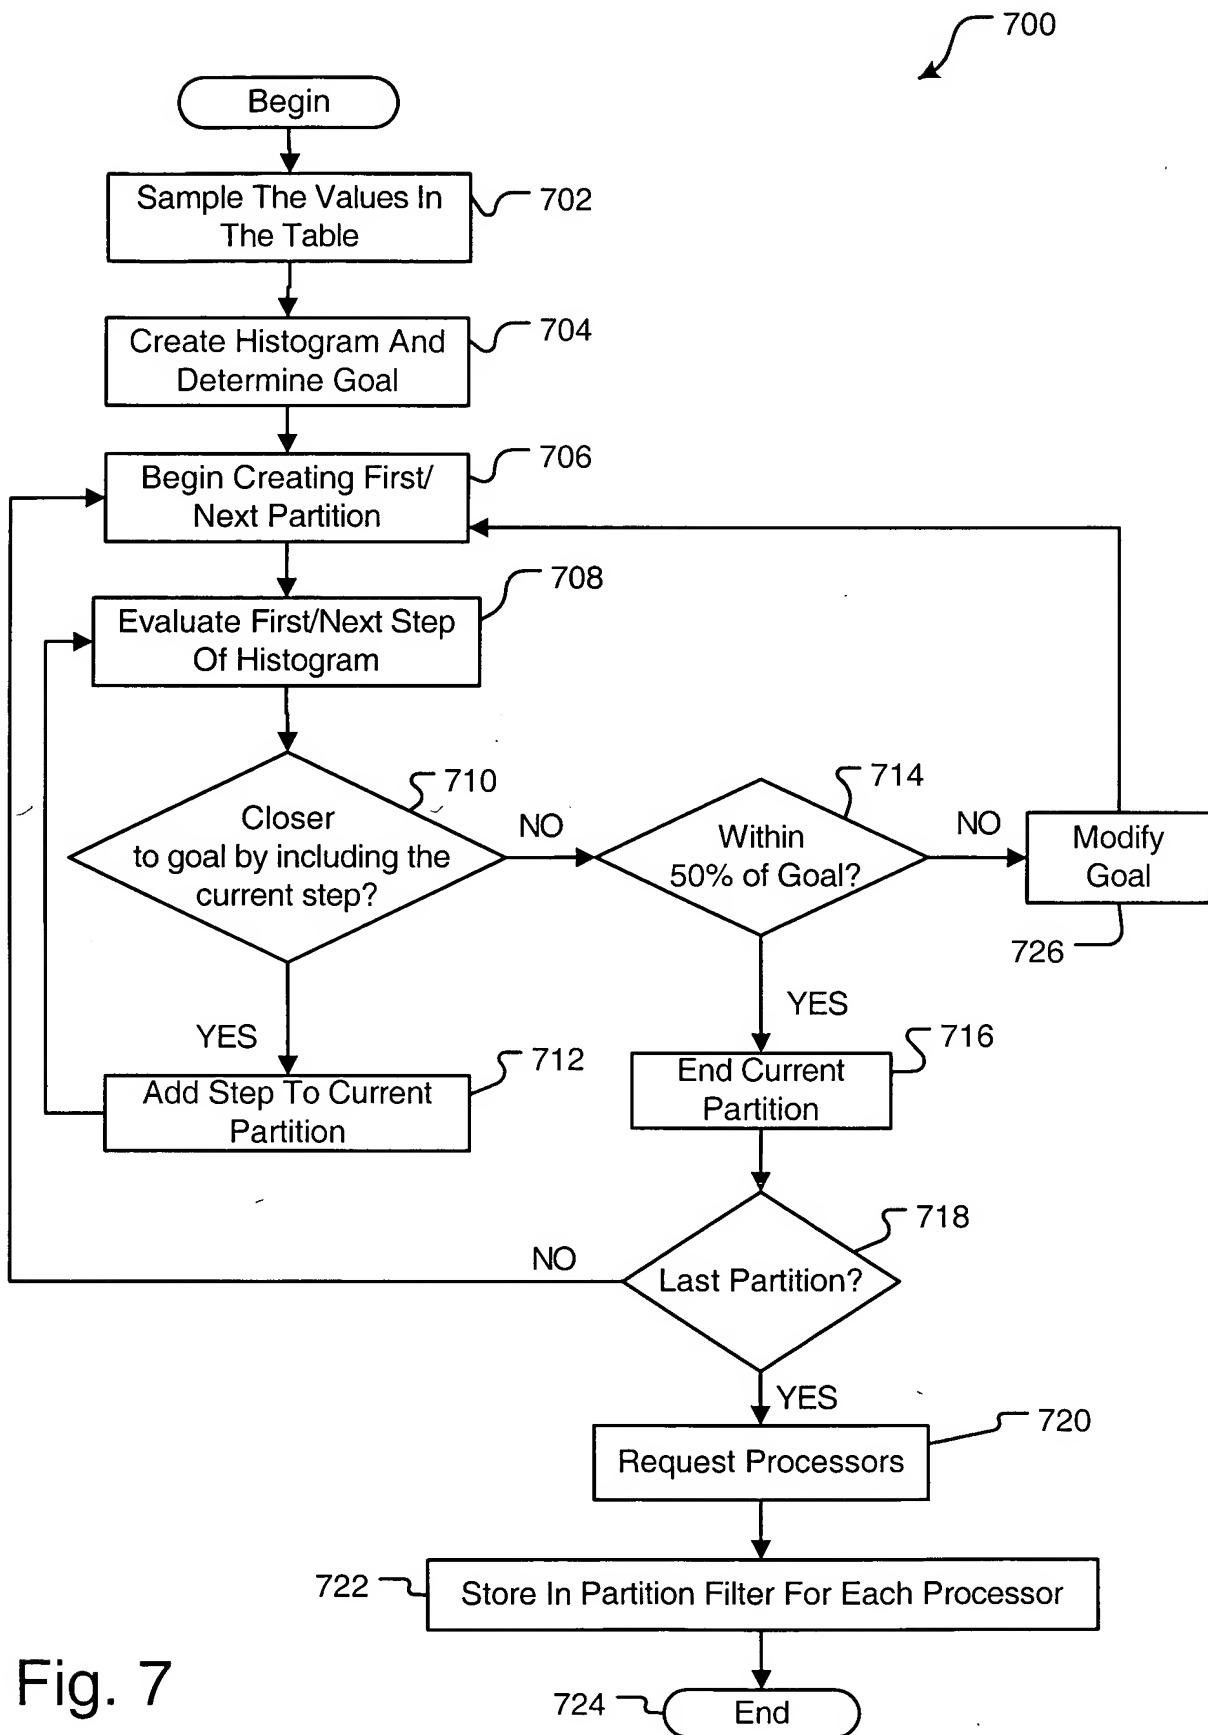 700
Begin
Sample The Values In
The Table
702
Create Histogram And
Determine Goal
704
Begin Creating First/
Next Partition
706
Evaluate First/Next Step
Of Histogram
708
Closer
to goal by including the
current step?
710
NO
Within
50% of Goal?
714
NO
Modify
Goal
726
YES
Add Step To Current
Partition
712
YES
End Current
Partition
716
Last Partition?
718
NO
YES
Request Processors
720
722
Store In Partition Filter For Each Processor
724
End
Fig. 7